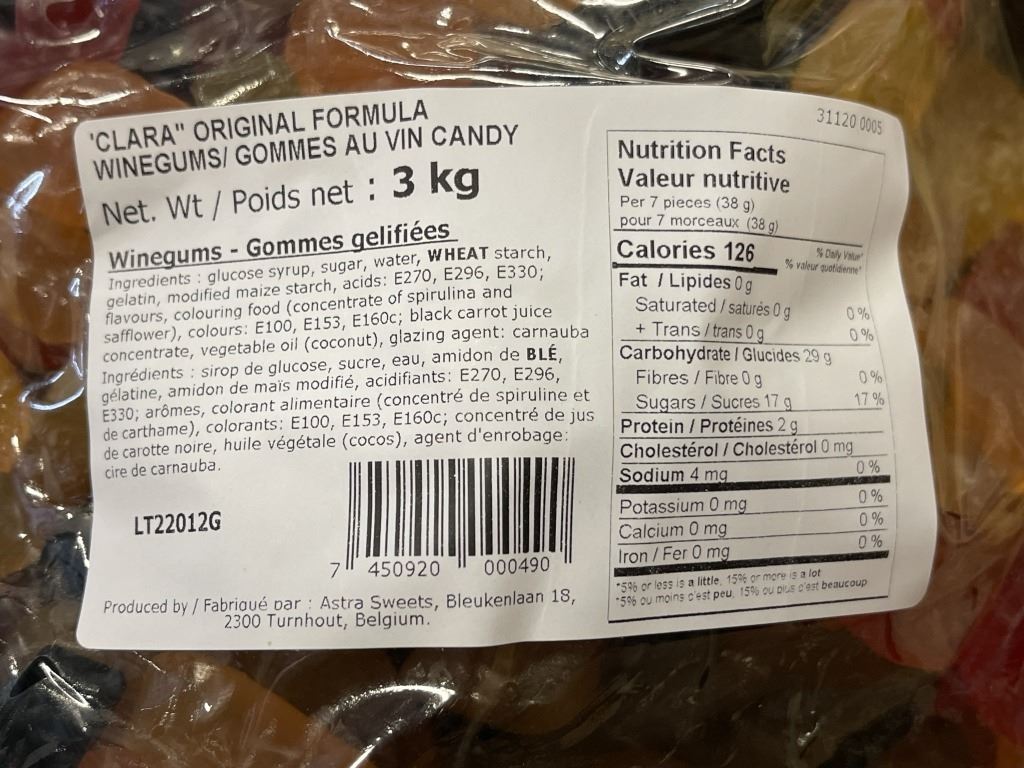 'CLARA" ORIGINAL FORMULA
WINEGUMS/ GOMMES AU VIN CANDY
Net. Wt / Poids net : 3 kg
Winegums - Gommes gelifiées
Ingredients : glucose syrup, sugar, water, WHEAT starch,
gelatin, modified maize starch, acids: E270, E296, E330;
flavours, colouring food (concentrate of spirulina and
safflower), colours: E100, E153, E160c; black carrot juice
concentrate, vegetable oil (coconut), glazing agent: carnauba
Ingrédients : sirop de glucose, sucre, eau, amidon de BLÉ,
gélatine, amidon de maïs modifié, acidifiants: E270, E296,
E330; arômes, colorant alimentaire (concentré de spiruline et
de carthame), colorants: E100, E153, E160c; concentré de jus
de carotte noire, huile végétale (cocos), agent d'enrobage:
cire de carnauba.
LT22012G
7 450920 000490
Produced by / Fabriqué par : Astra Sweets, Bleukenlaan 18,
2300 Turnhout, Belgium.
31120 0005
Nutrition Facts
Valeur nutritive
Per 7 pieces (38 g)
pour 7 morceaux (38 g)
Calories 126
% Daily Value*
% valeur quotidienne*
Fat / Lipides 0 g
Saturated / saturés 0 g 0 %
+ Trans / trans 0 g 0 %
Carbohydrate / Glucides 29 g
Fibres / Fibre 0 g 0 %
Sugars / Sucres 17 g 17 %
Protein / Protéines 2 g
Cholestérol / Cholestérol 0 mg
Sodium 4 mg 0 %
Potassium 0 mg 0 %
Calcium 0 mg 0 %
Iron / Fer 0 mg 0 %
*5% or less is a little, 15% or more is a lot
*5% ou moins c'est peu, 15% ou plus c'est beaucoup